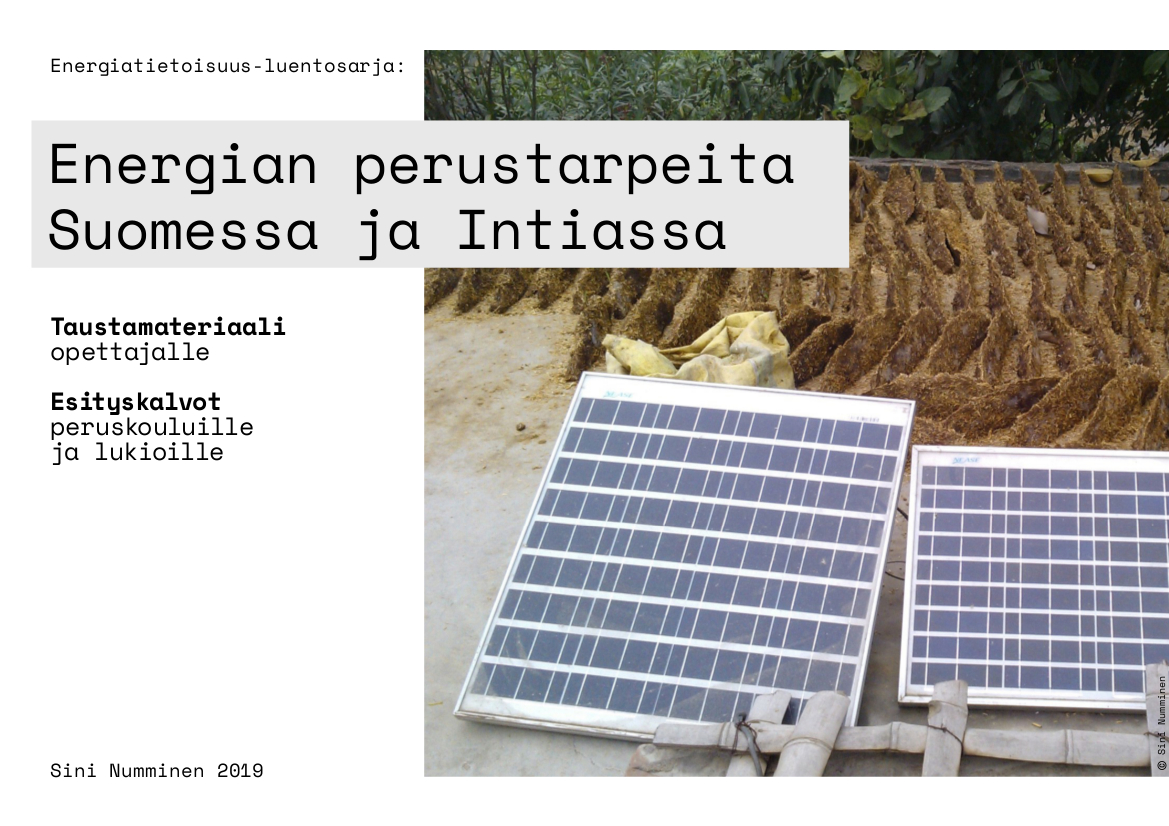 Energiatietoisuus-luentosarja:
Energian perustarpeita
Suomessa ja Intiassa
Taustamateriaali
opettajalle
Esityskalvot
peruskouluille
ja lukioille
Sini Numminen 2019
© Sini Numminen